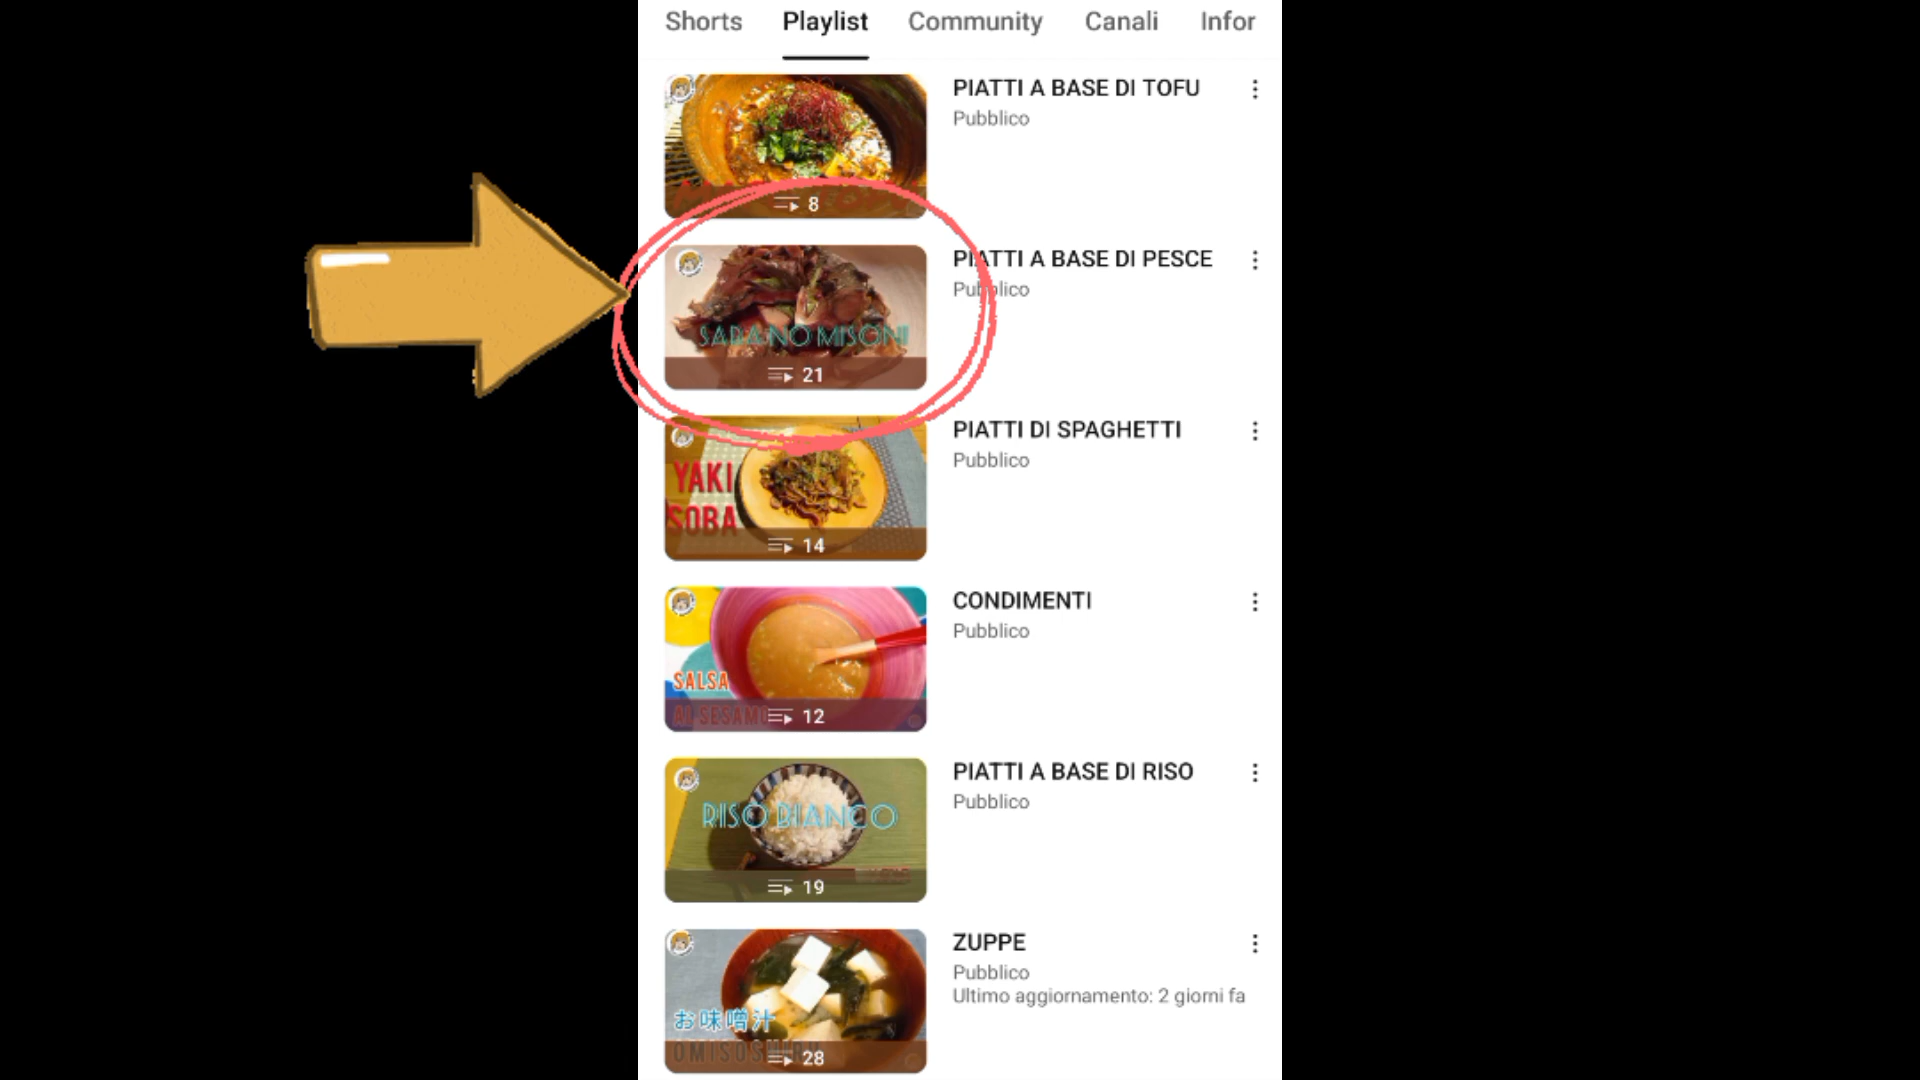 Shorts
Playlist
Community
Canali
Infor
PIATTI A BASE DI TOFU
Pubblico
8
PIATTI A BASE DI PESCE
Pubblico
SABA NO MISONI
21
PIATTI DI SPAGHETTI
Pubblico
YAKI
SOBA
14
CONDIMENTI
Pubblico
SALSA
AL SESAMO
12
PIATTI A BASE DI RISO
Pubblico
RISO BIANCO
19
ZUPPE
Pubblico
Ultimo aggiornamento: 2 giorni fa
お味噌汁
28